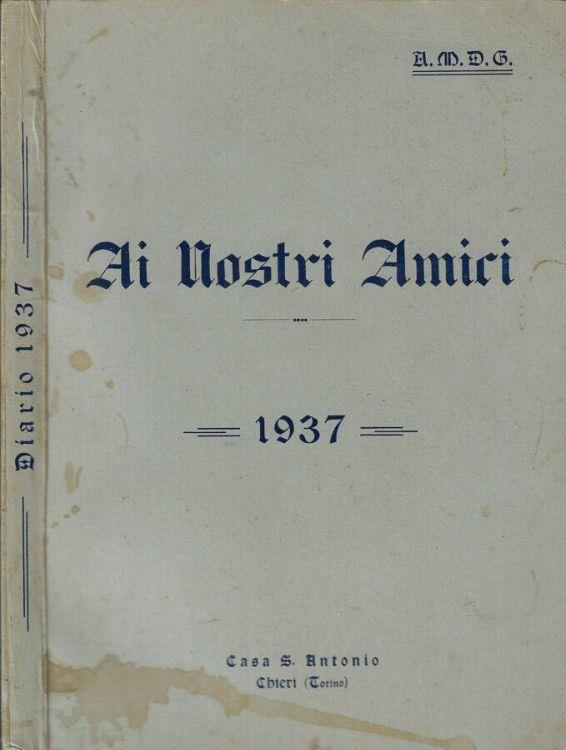 A. M. D. G.
Ai Nostri Amici
1937
Casa S. Antonio
Chieri (Torino)
Diario 1937